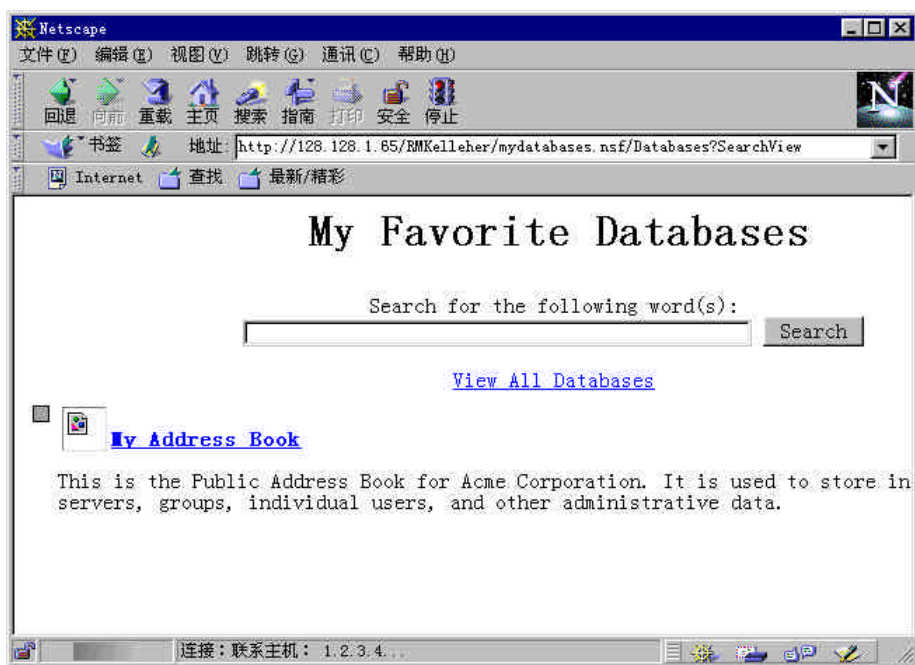 Netscape
文件(F) 编辑(E) 视图(V) 跳转(G) 通讯(C) 帮助(H)
回退 向前 重载 主页 搜索 指南 打印 安全 停止
书签 地址: http://128.128.1.65/RMKelleher/mydatabases.nsf/Databases?SearchView
Internet 查找 最新/精彩
My Favorite Databases
Search for the following word(s):
Search
View All Databases
My Address Book
This is the Public Address Book for Acme Corporation. It is used to store in
servers, groups, individual users, and other administrative data.
连接：联系主机： 1.2.3.4...